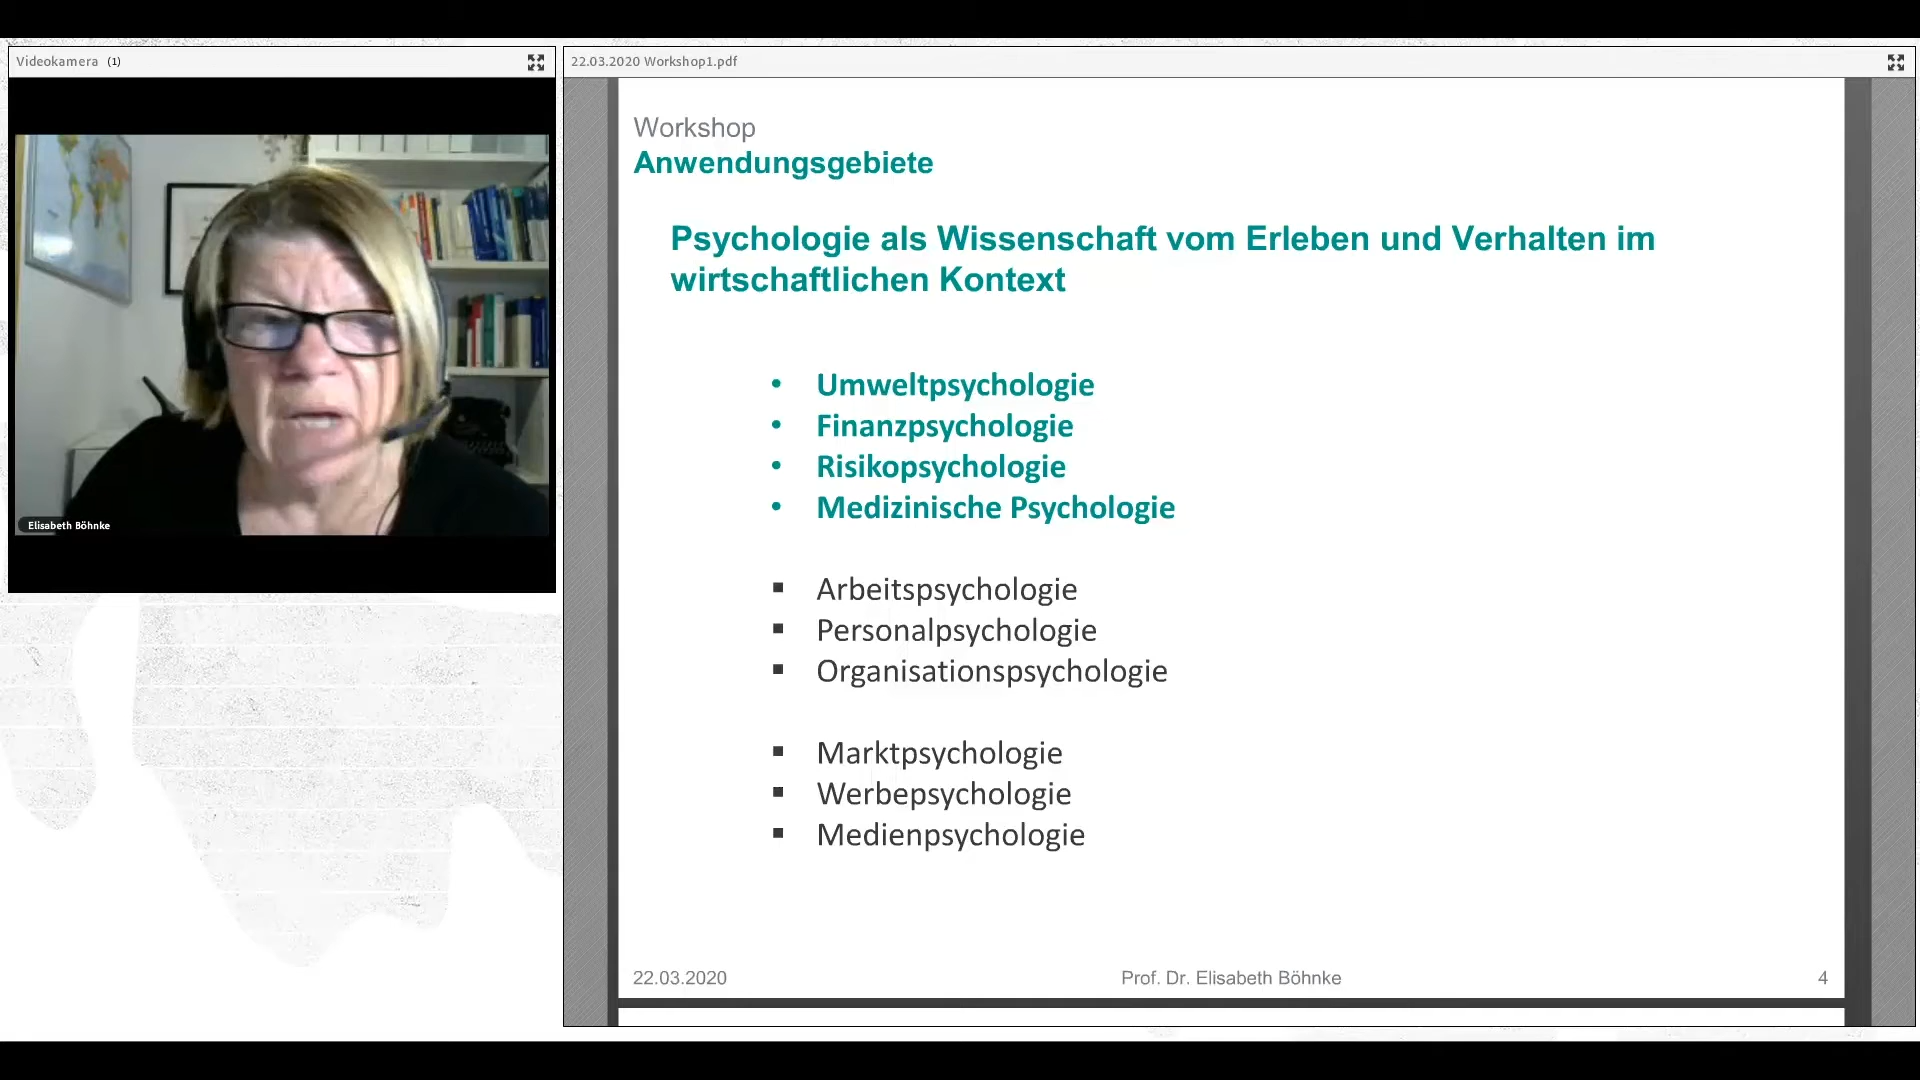 Videokamera (1)
Elisabeth Böhnke
22.03.2020 Workshop1.pdf
Workshop
Anwendungsgebiete
Psychologie als Wissenschaft vom Erleben und Verhalten im
wirtschaftlichen Kontext
• Umweltpsychologie
• Finanzpsychologie
• Risikopsychologie
• Medizinische Psychologie
▪ Arbeitspsychologie
▪ Personalpsychologie
▪ Organisationspsychologie
▪ Marktpsychologie
▪ Werbepsychologie
▪ Medienpsychologie
22.03.2020 Prof. Dr. Elisabeth Böhnke 4